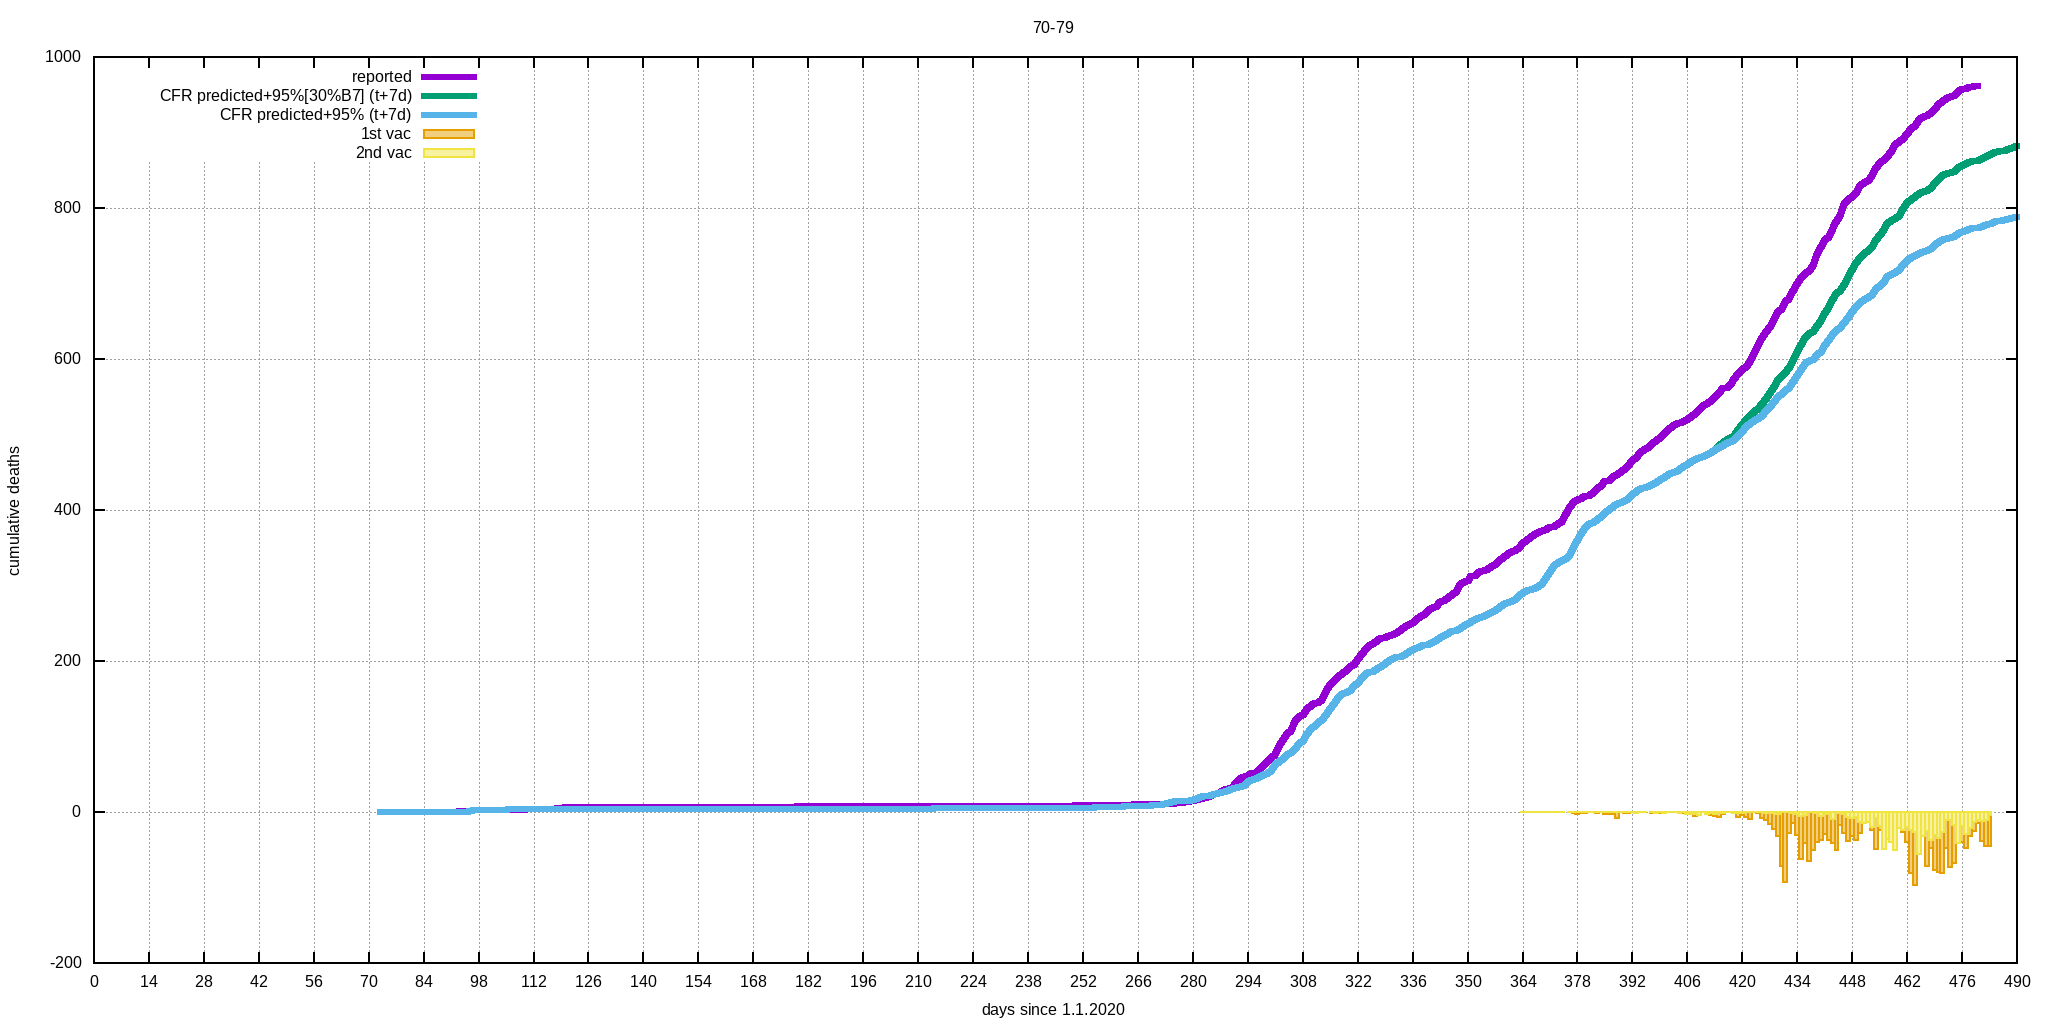 70-79
1000
800
600
400
200
0
-200
cumulative deaths
reported
CFR predicted+95%[30%B7] (t+7d)
CFR predicted+95% (t+7d)
1st vac
2nd vac
0 14 28 42 56 70 84 98 112 126 140 154 168 182 196 210 224 238 252 266 280 294 308 322 336 350 364 378 392 406 420 434 448 462 476 490
days since 1.1.2020